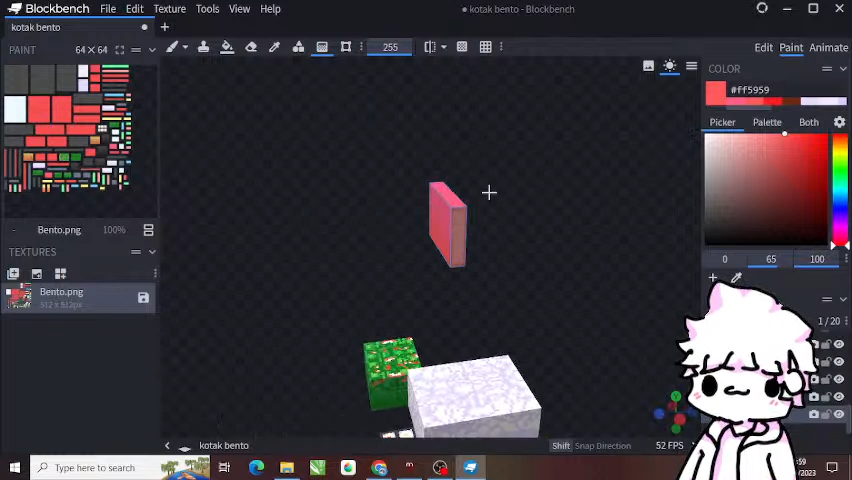 Blockbench File Edit Texture Tools View Help
kotak bento - Blockbench
kotak bento
PAINT 64 × 64
255
Edit Paint Animate
COLOR
#ff5959
Picker Palette Both
Bento.png 100%
TEXTURES
Bento.png
512 x 512px
0 65 100
1 / 20
kotak bento
Shift Snap Direction 52 FPS
Type here to search